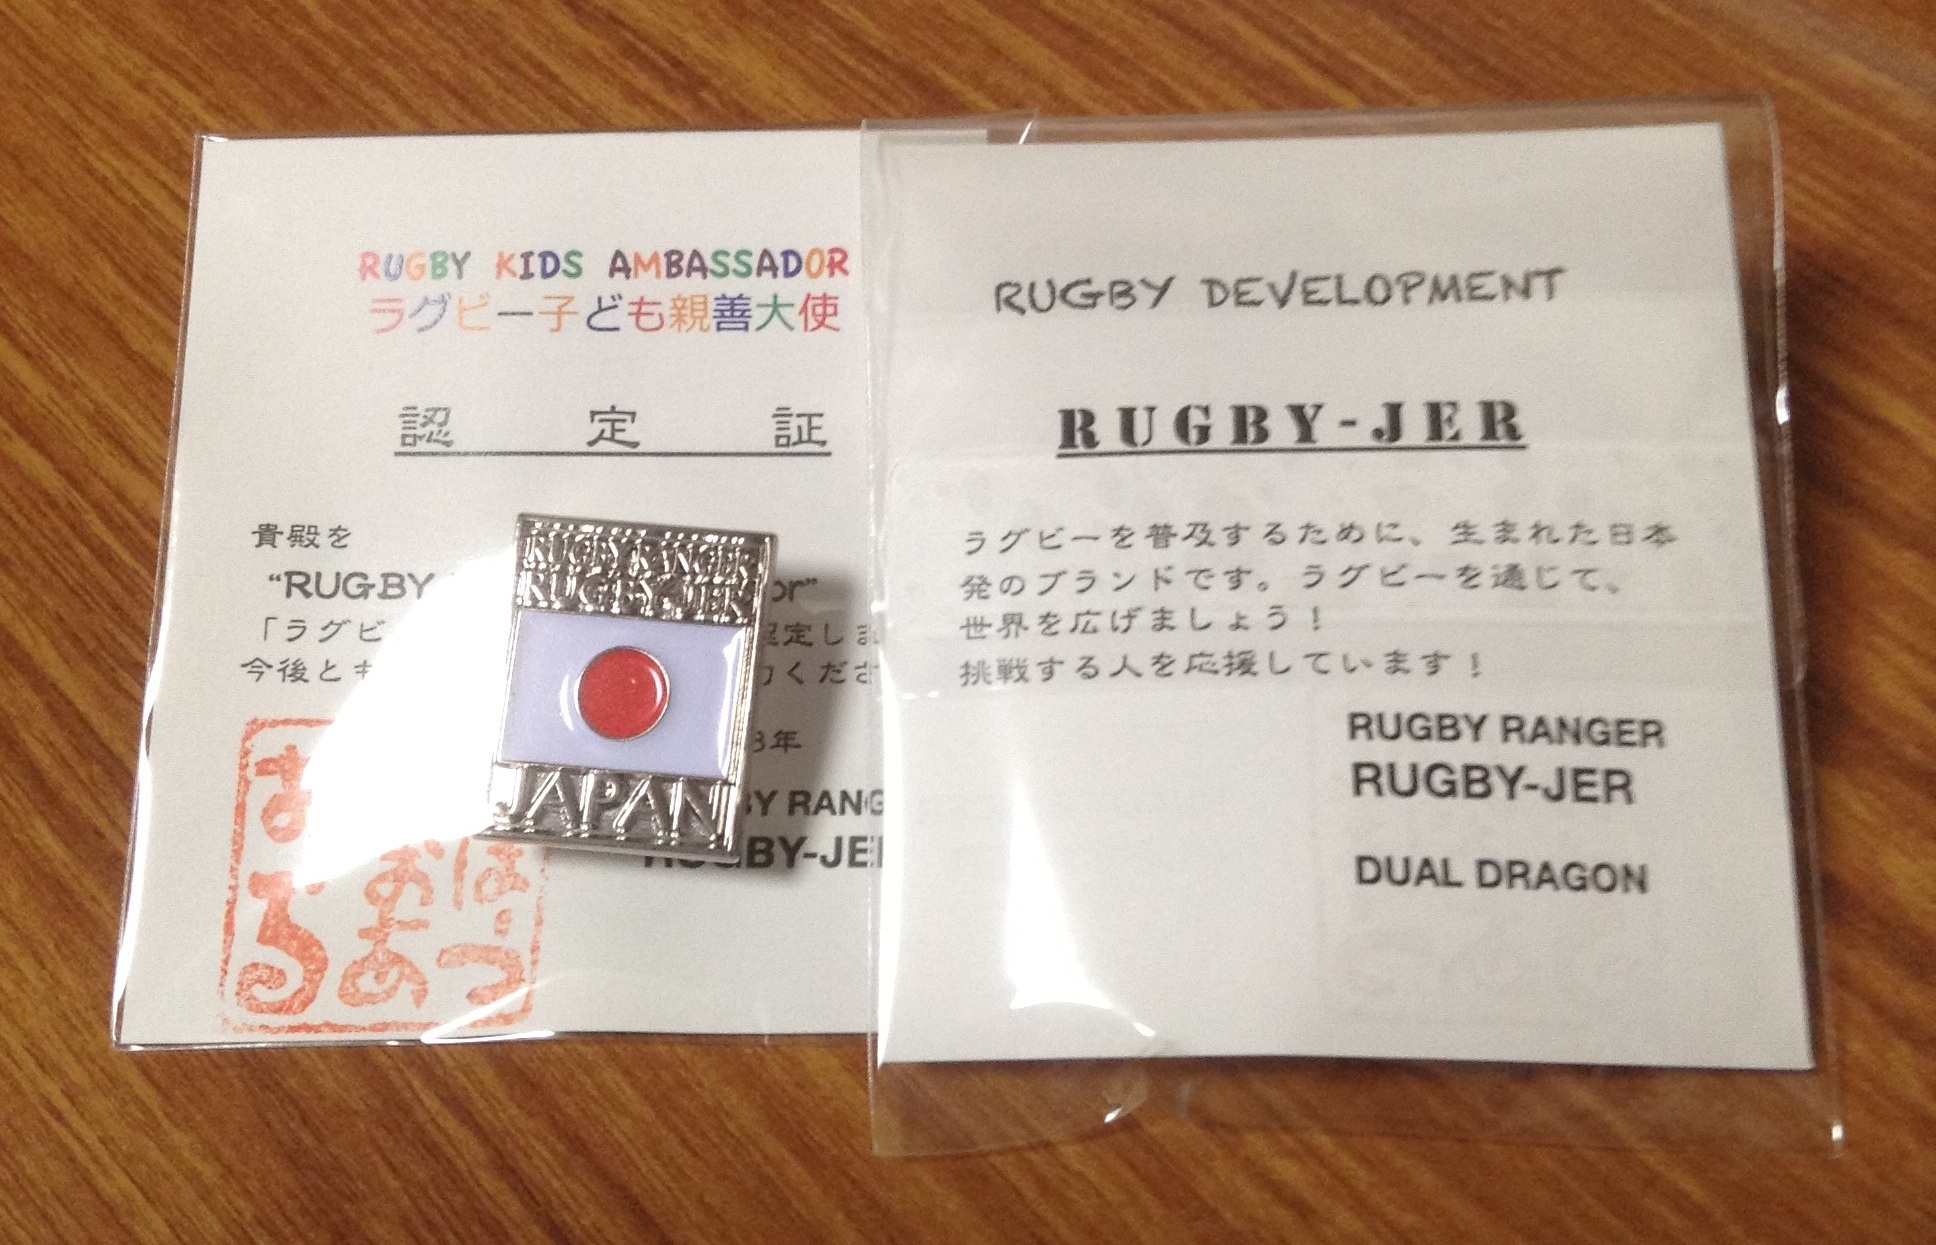 RUGBY KIDS AMBASSADOR
ラグビー子ども親善大使
認定証
貴殿を
“RUGBY
「ラグビ 認定しま
今後とも くださ
年
RUGBY-JE
RUGBY RANGER
RUGBY-JER
JAPAN
RUGBY DEVELOPMENT
RUGBY-JER
ラグビーを普及するために、生まれた日本
発のブランドです。ラグビーを通じて、
世界を広げましょう！
挑戦する人を応援しています！
RUGBY RANGER
RUGBY-JER
DUAL DRAGON